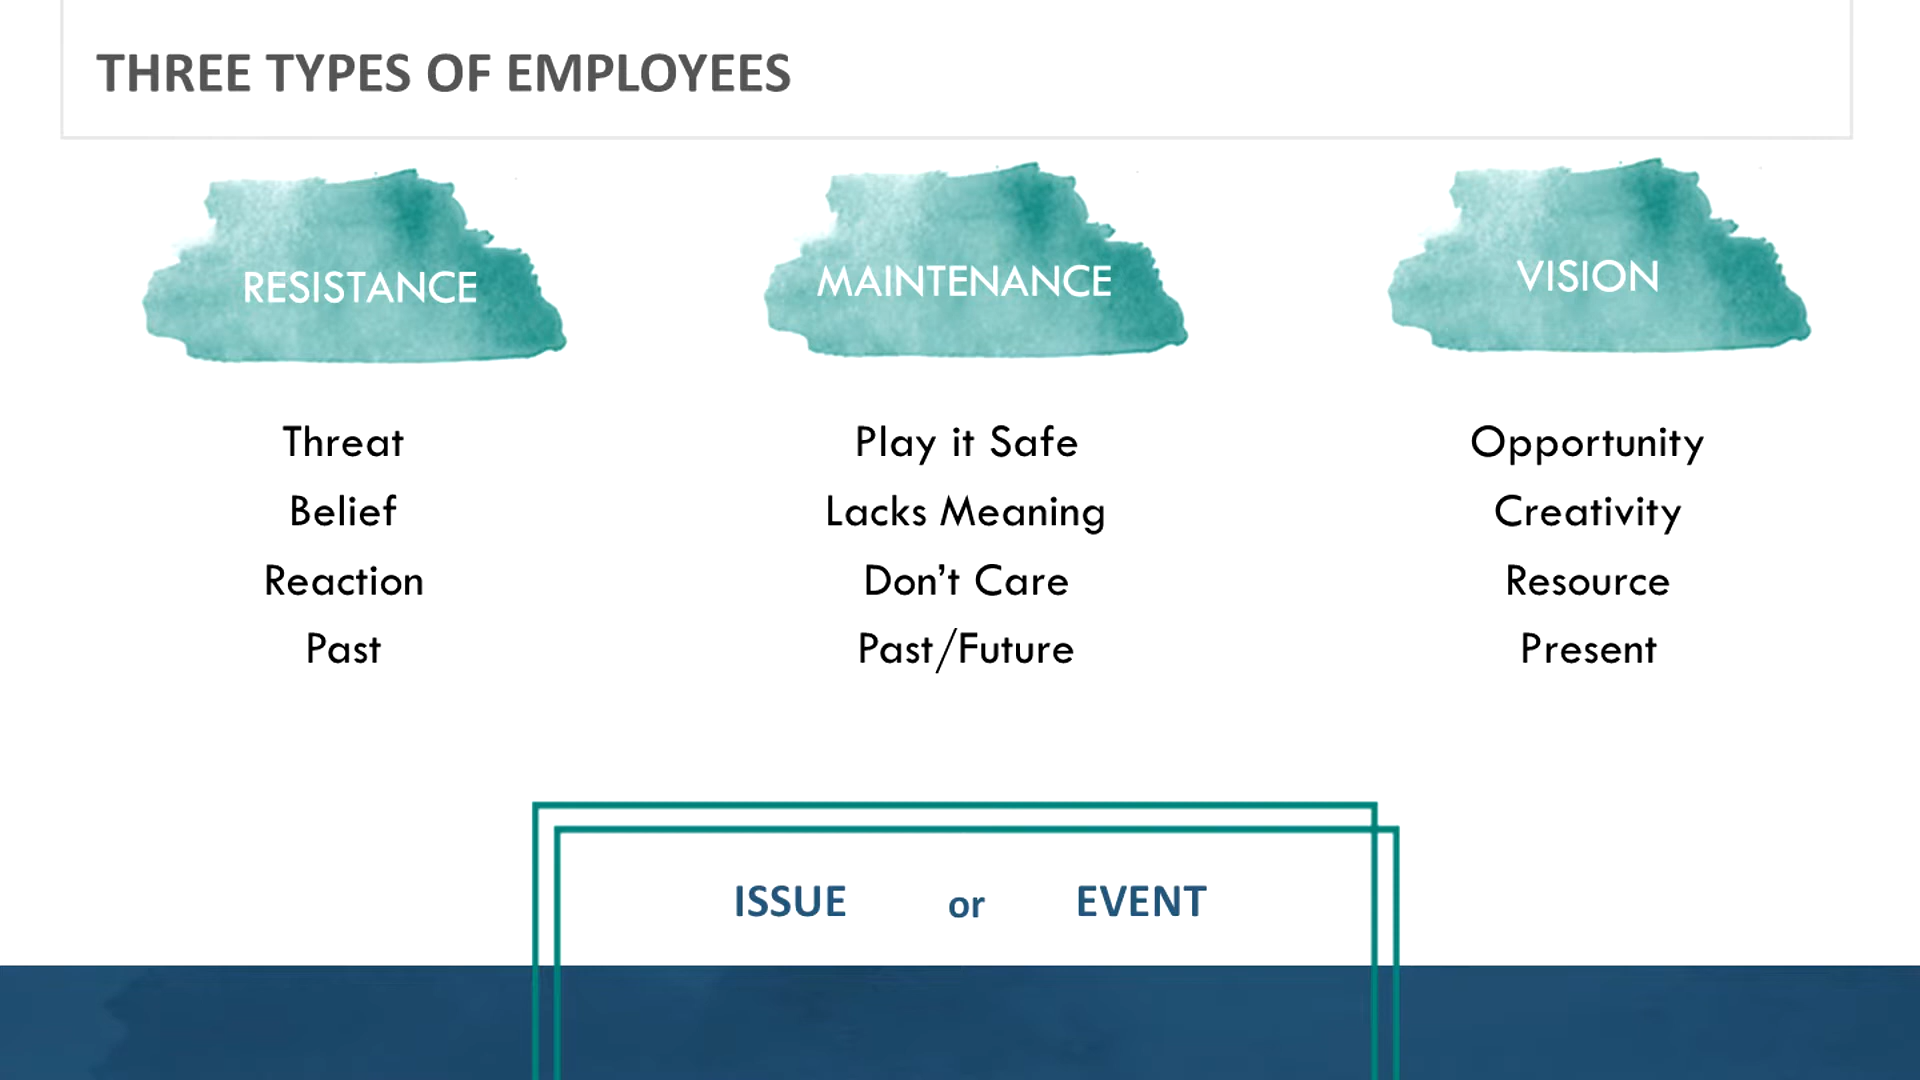 THREE TYPES OF EMPLOYEES
RESISTANCE
Threat
Belief
Reaction
Past
MAINTENANCE
Play it Safe
Lacks Meaning
Don’t Care
Past/Future
VISION
Opportunity
Creativity
Resource
Present
ISSUE or EVENT